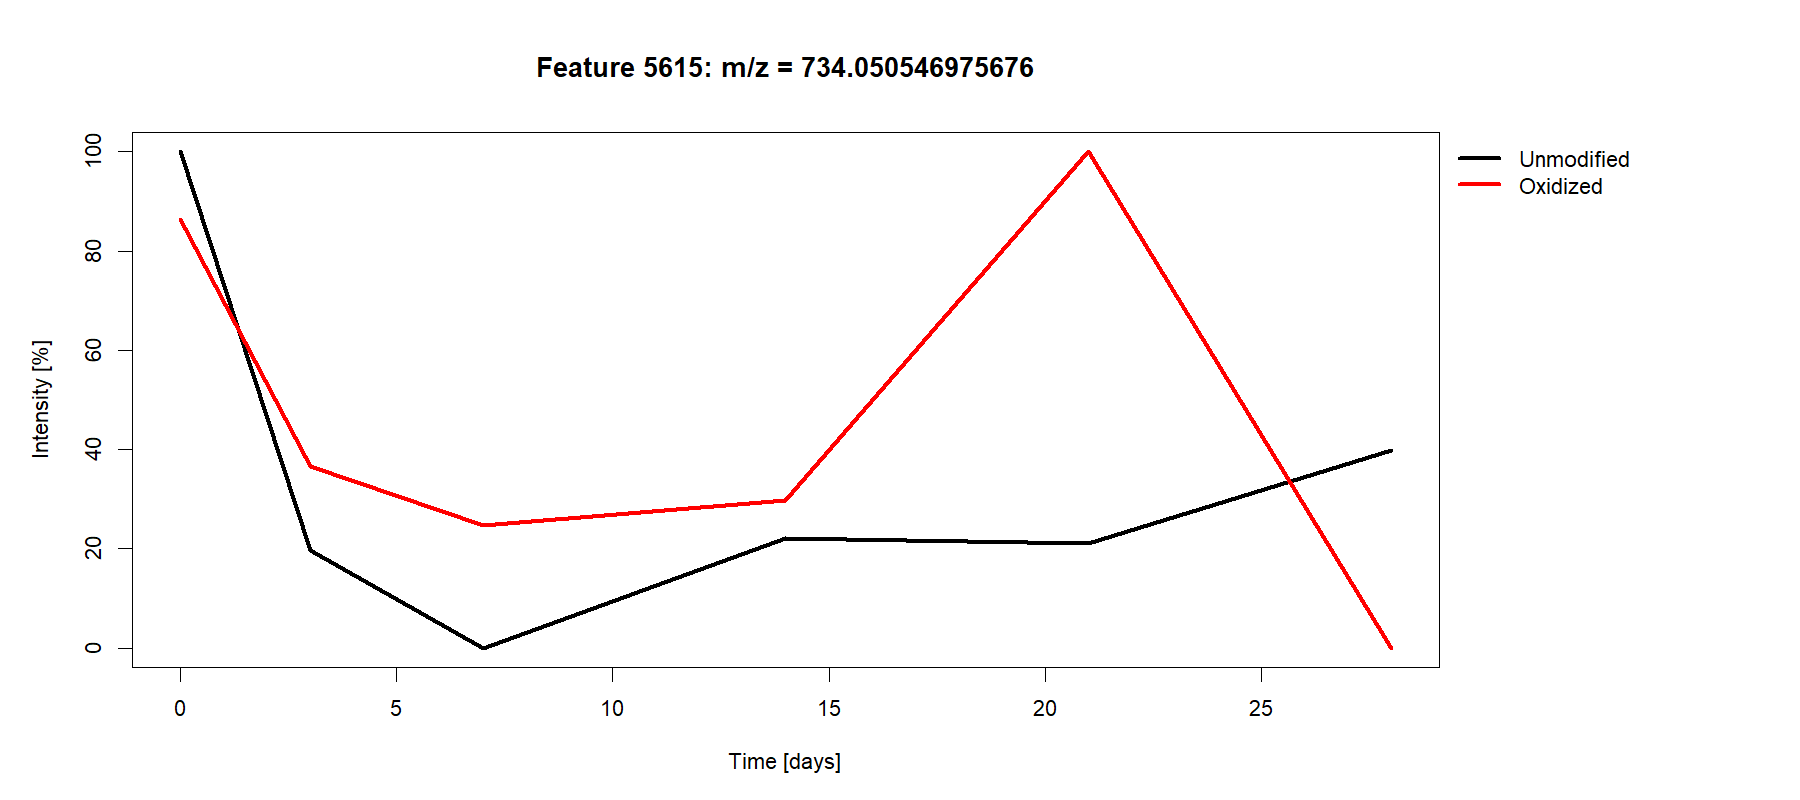 Feature 5615: m/z = 734.050546975676
Unmodified
Oxidized
Intensity [%]
100
80
60
40
20
0
0 5 10 15 20 25
Time [days]